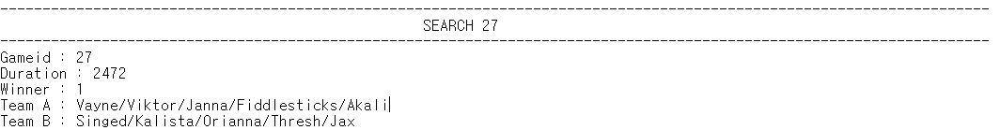 --------------------------------------------------------------------------------------------------------------------
SEARCH 27
--------------------------------------------------------------------------------------------------------------------
Gameid : 27
Duration : 2472
Winner : 1
Team A : Vayne/Viktor/Janna/Fiddlesticks/Akali
Team B : Singed/Kalista/Orianna/Thresh/Jax